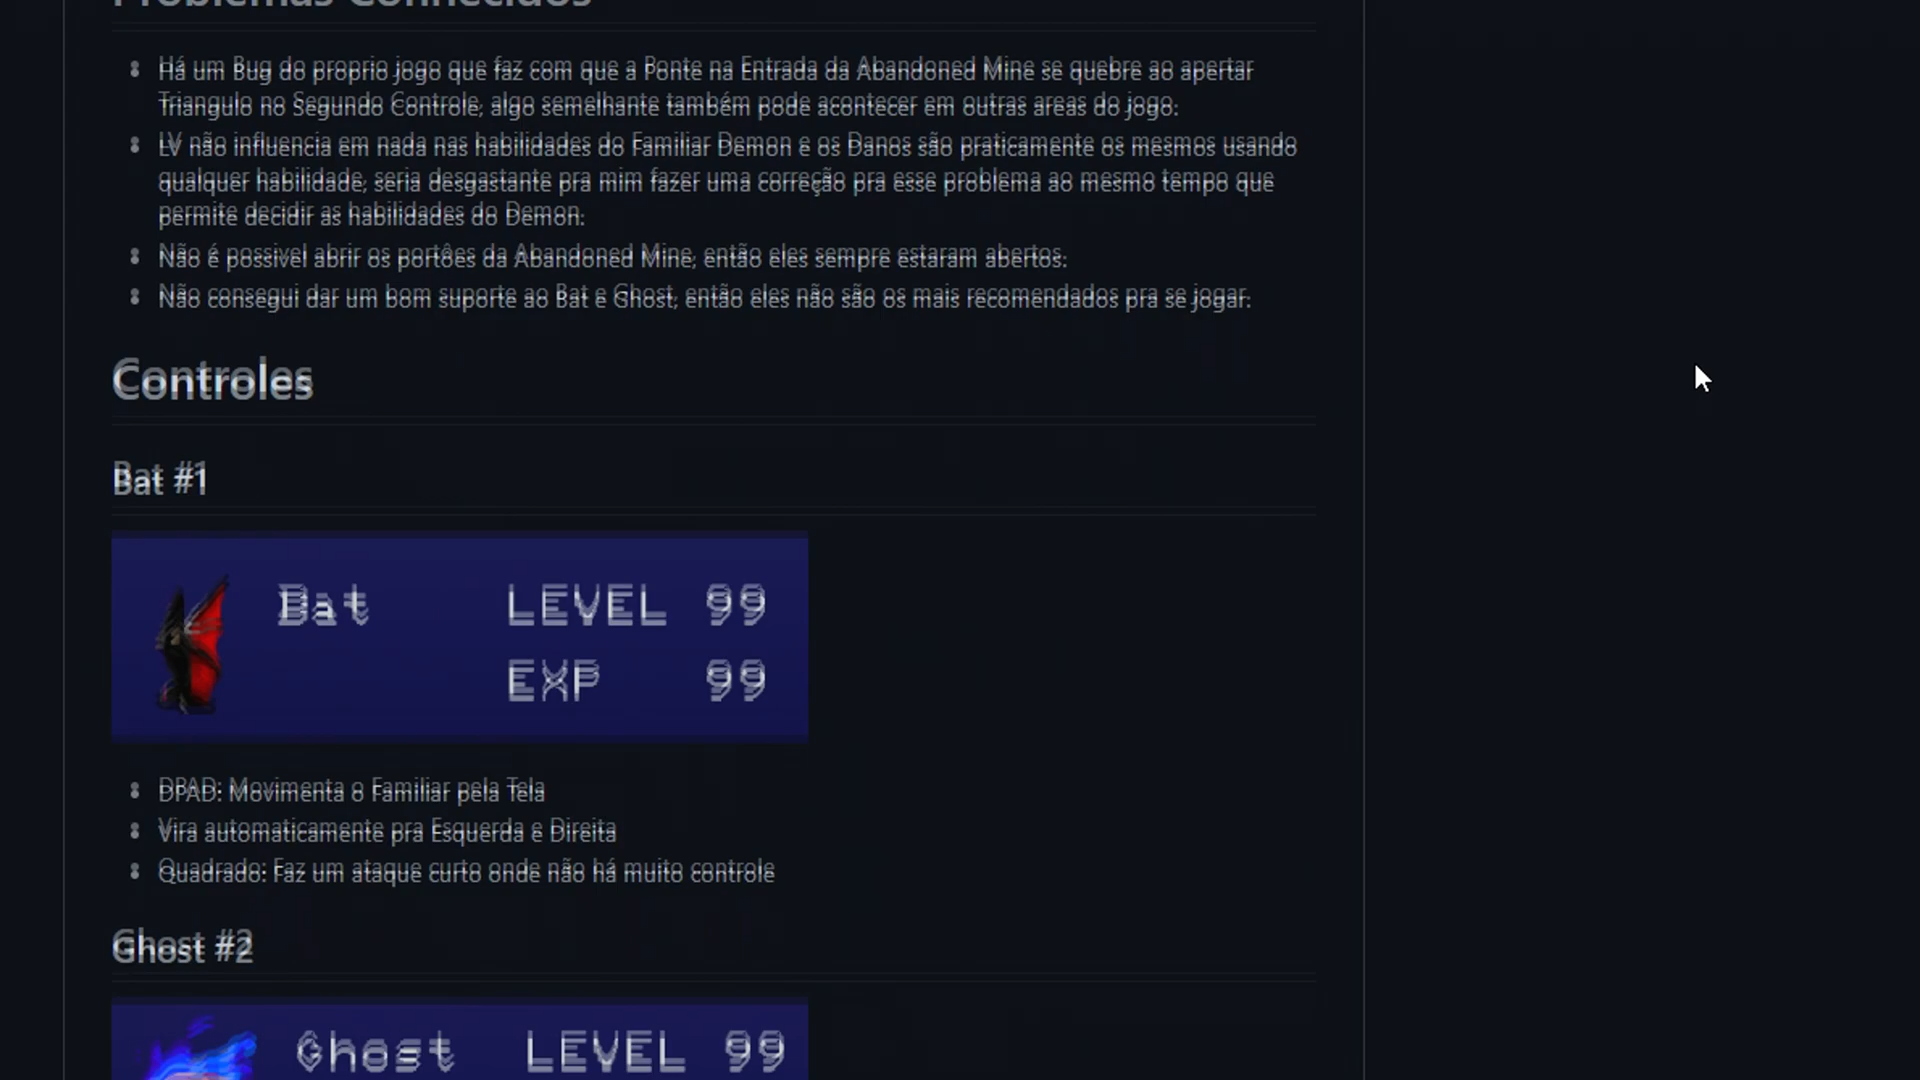 Problemas Conhecidos
Há um Bug do proprio jogo que faz com que a Ponte na Entrada da Abandoned Mine se quebre ao apertar
Triangulo no Segundo Controle, algo semelhante também pode acontecer em outras areas do jogo.
LV não influencia em nada nas habilidades do Familiar Demon e os Danos são praticamente os mesmos usando
qualquer habilidade, seria desgastante pra mim fazer uma correção pra esse problema ao mesmo tempo que
permite decidir as habilidades do Demon.
Não é possivel abrir os portões da Abandoned Mine, então eles sempre estaram abertos.
Não consegui dar um bom suporte ao Bat e Ghost, então eles não são os mais recomendados pra se jogar.
Controles
Bat #1
Bat LEVEL 99
EXP 99
DPAD: Movimenta o Familiar pela Tela
Vira automaticamente pra Esquerda e Direita
Quadrado: Faz um ataque curto onde não há muito controle
Ghost #2
Ghost LEVEL 99